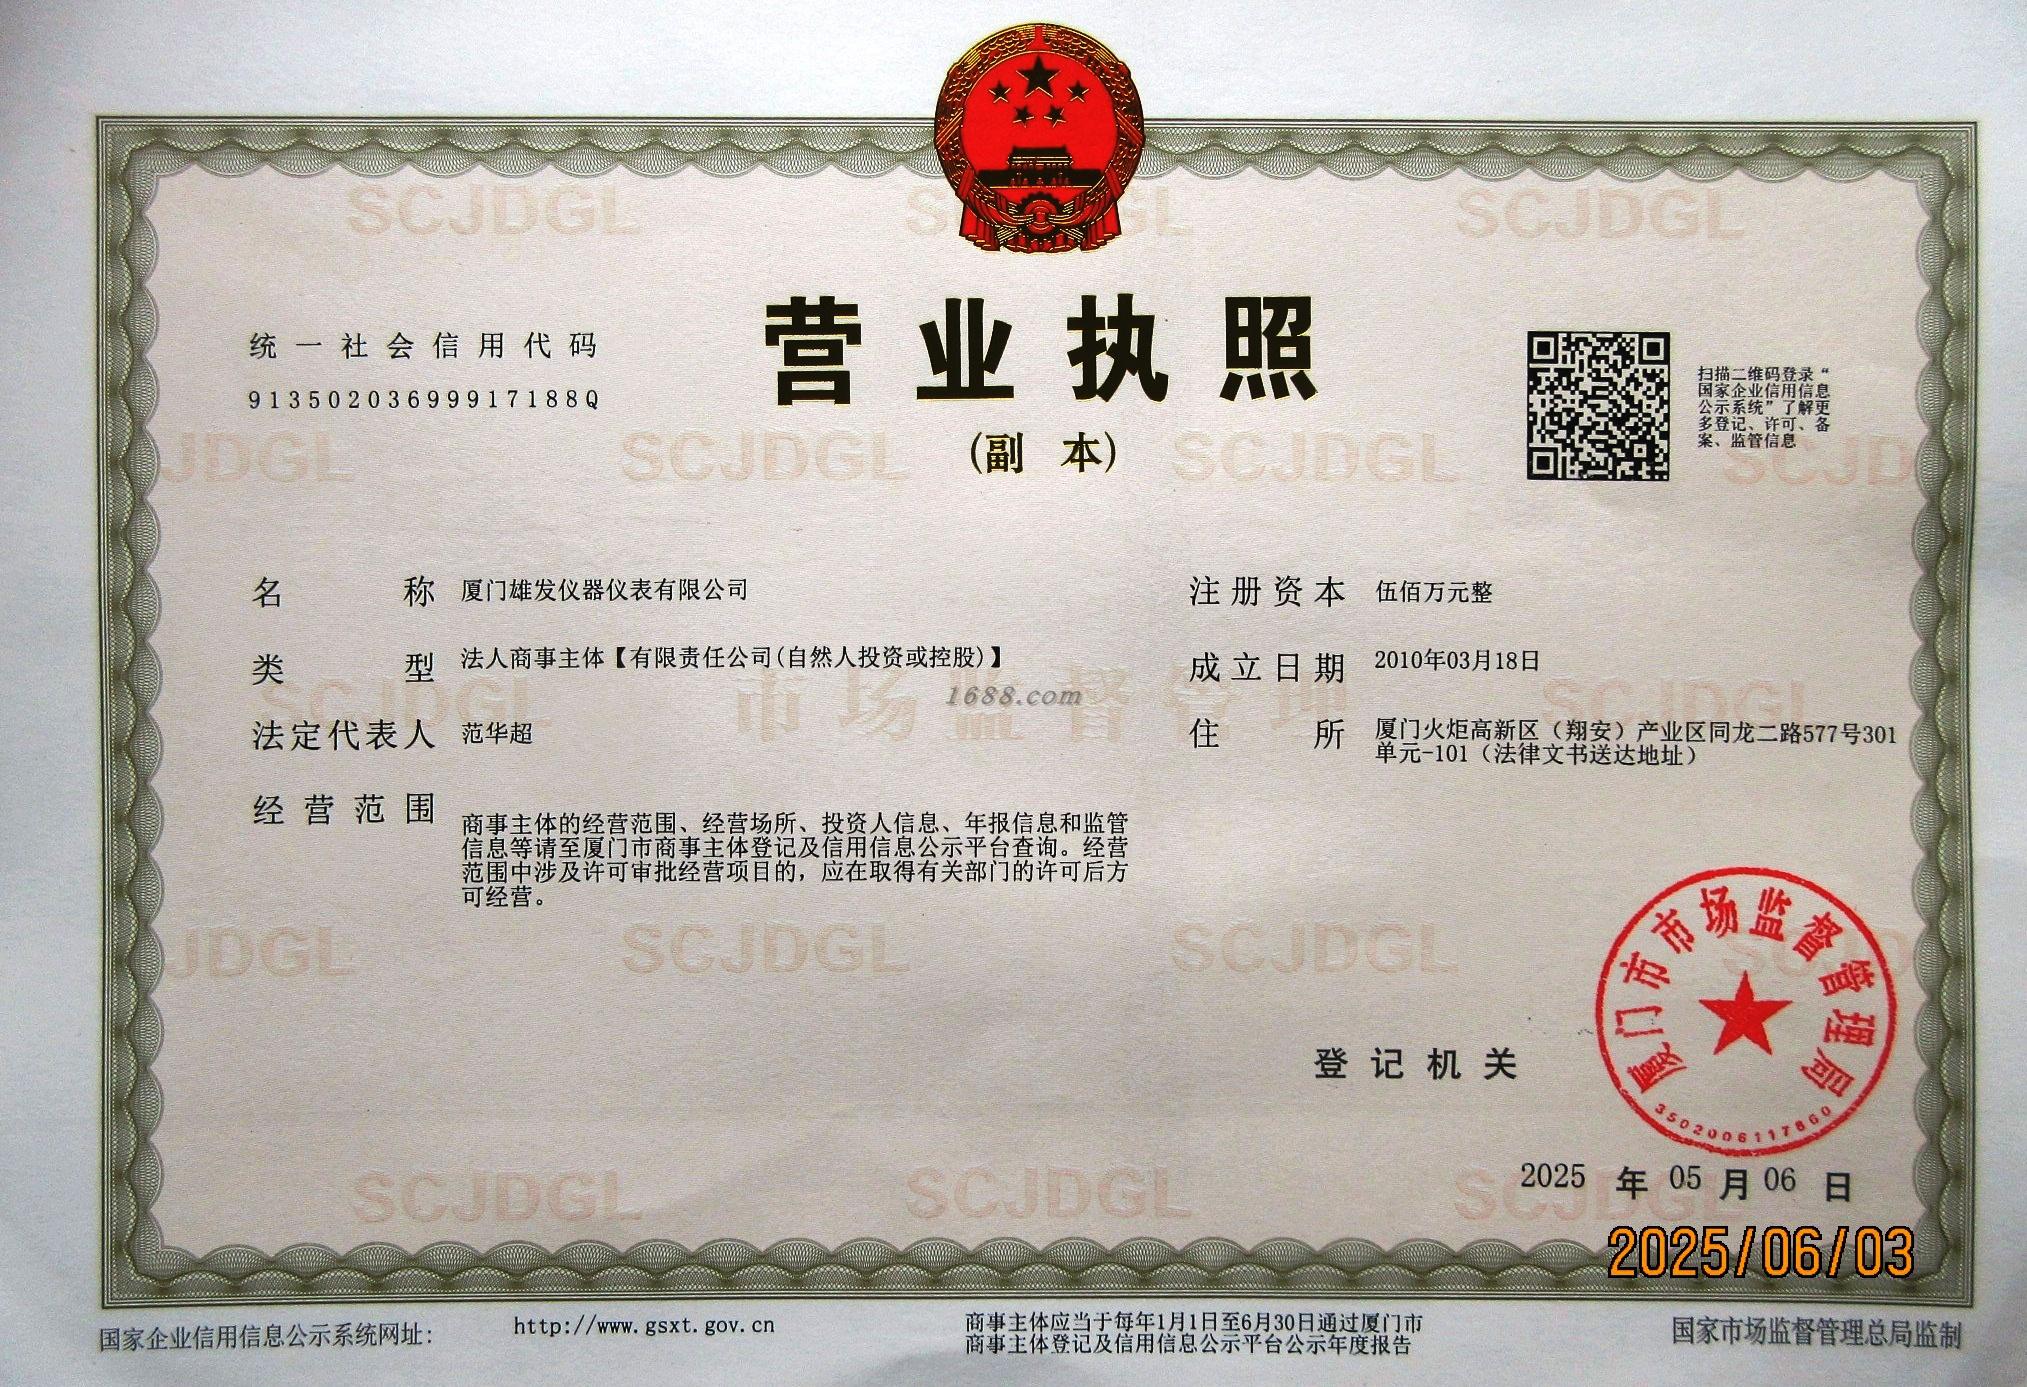 营业执照
(副 本)
统一社会信用代码
91350203699917188Q
扫描二维码登录“
国家企业信用信息
公示系统”了解更
多登记、许可、备
案、监管信息
名称 厦门雄发仪器仪表有限公司
类型 法人商事主体【有限责任公司(自然人投资或控股)】
法定代表人 范华超
经营范围 商事主体的经营范围、经营场所、投资人信息、年报信息和监管
信息等请至厦门市商事主体登记及信用信息公示平台查询。经营
范围中涉及许可审批经营项目的，应在取得有关部门的许可后方
可经营。
注册资本 伍佰万元整
成立日期 2010年03月18日
住所 厦门火炬高新区（翔安）产业区同龙二路577号301
单元-101（法律文书送达地址）
1688.com
市场监督管理
SCJDGL
登记机关
厦门市市场监督管理局
3502006117860
2025 年 05 月 06 日
2025/06/03
国家企业信用信息公示系统网址:
http://www.gsxt.gov.cn
商事主体应当于每年1月1日至6月30日通过厦门市
商事主体登记及信用信息公示平台公示年度报告
国家市场监督管理总局监制